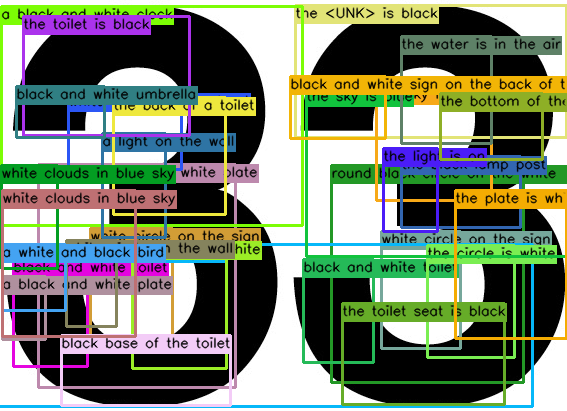 a black and white clock
the <UNK> is black
the toilet is black
the water is in the air
black and white sign on the back of t
black and white umbrella
the back of a toilet
the sky is
the bottom of the
a light on the wall
the light is on
lamp post
white clouds in blue sky
white plate
round bla
white
white clouds in blue sky
the plate is wh
white circle on the sign
white circle on the sign
a white and black bird
the wall
hite
the circle is white
black and white toilet
black and white toile
a black and white plate
the toilet seat is black
black base of the toilet